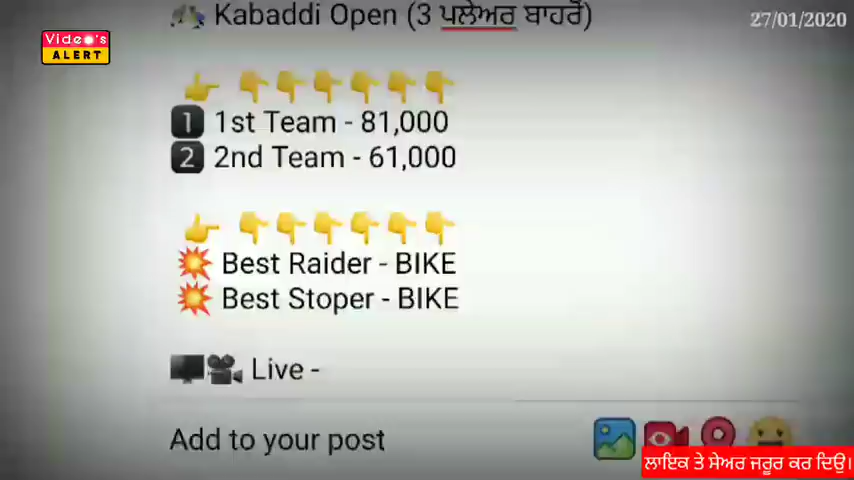 Kabaddi Open (3 ਪਲੇਅਰ ਬਾਹਰੋਂ)
27/01/2020
Video's
ALERT
1 1st Team - 81,000
2 2nd Team - 61,000
Best Raider - BIKE
Best Stoper - BIKE
Live -
Add to your post
ਲਾਇਕ ਤੇ ਸੇਅਰ ਜਰੂਰ ਕਰ ਦਿਉ।